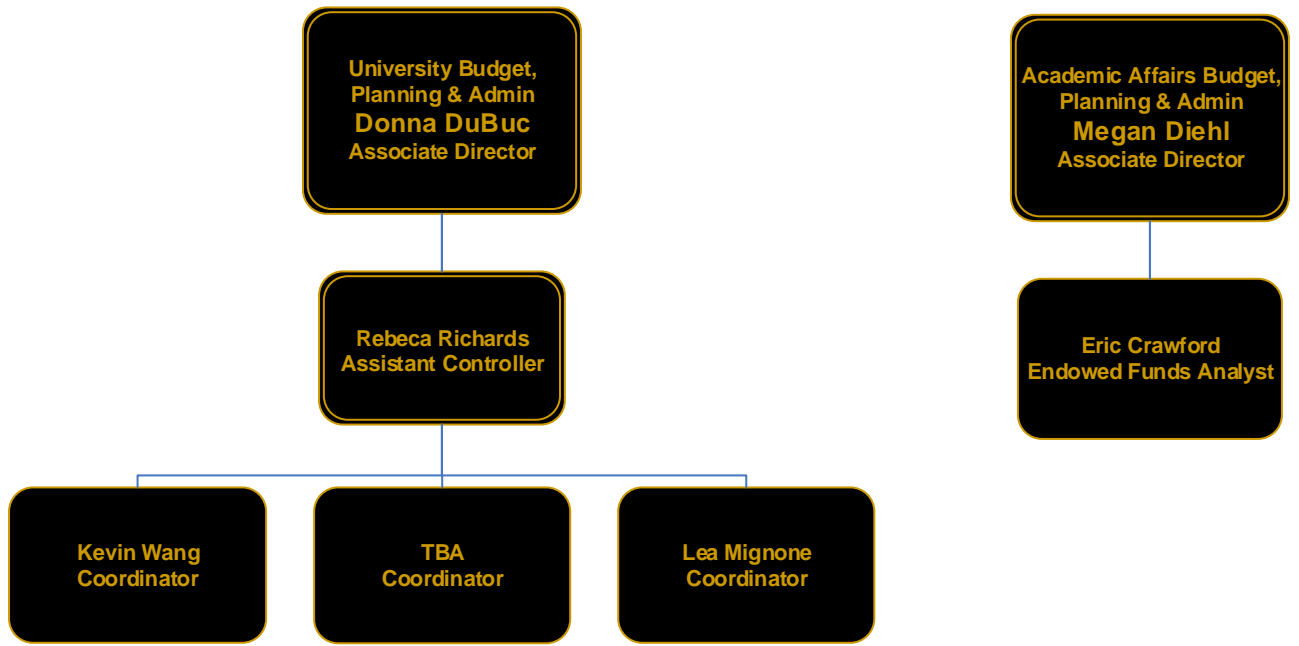 University Budget,
Planning & Admin
Donna DuBuc
Associate Director
Academic Affairs Budget,
Planning & Admin
Megan Diehl
Associate Director
Rebeca Richards
Assistant Controller
Eric Crawford
Endowed Funds Analyst
Kevin Wang
Coordinator
TBA
Coordinator
Lea Mignone
Coordinator